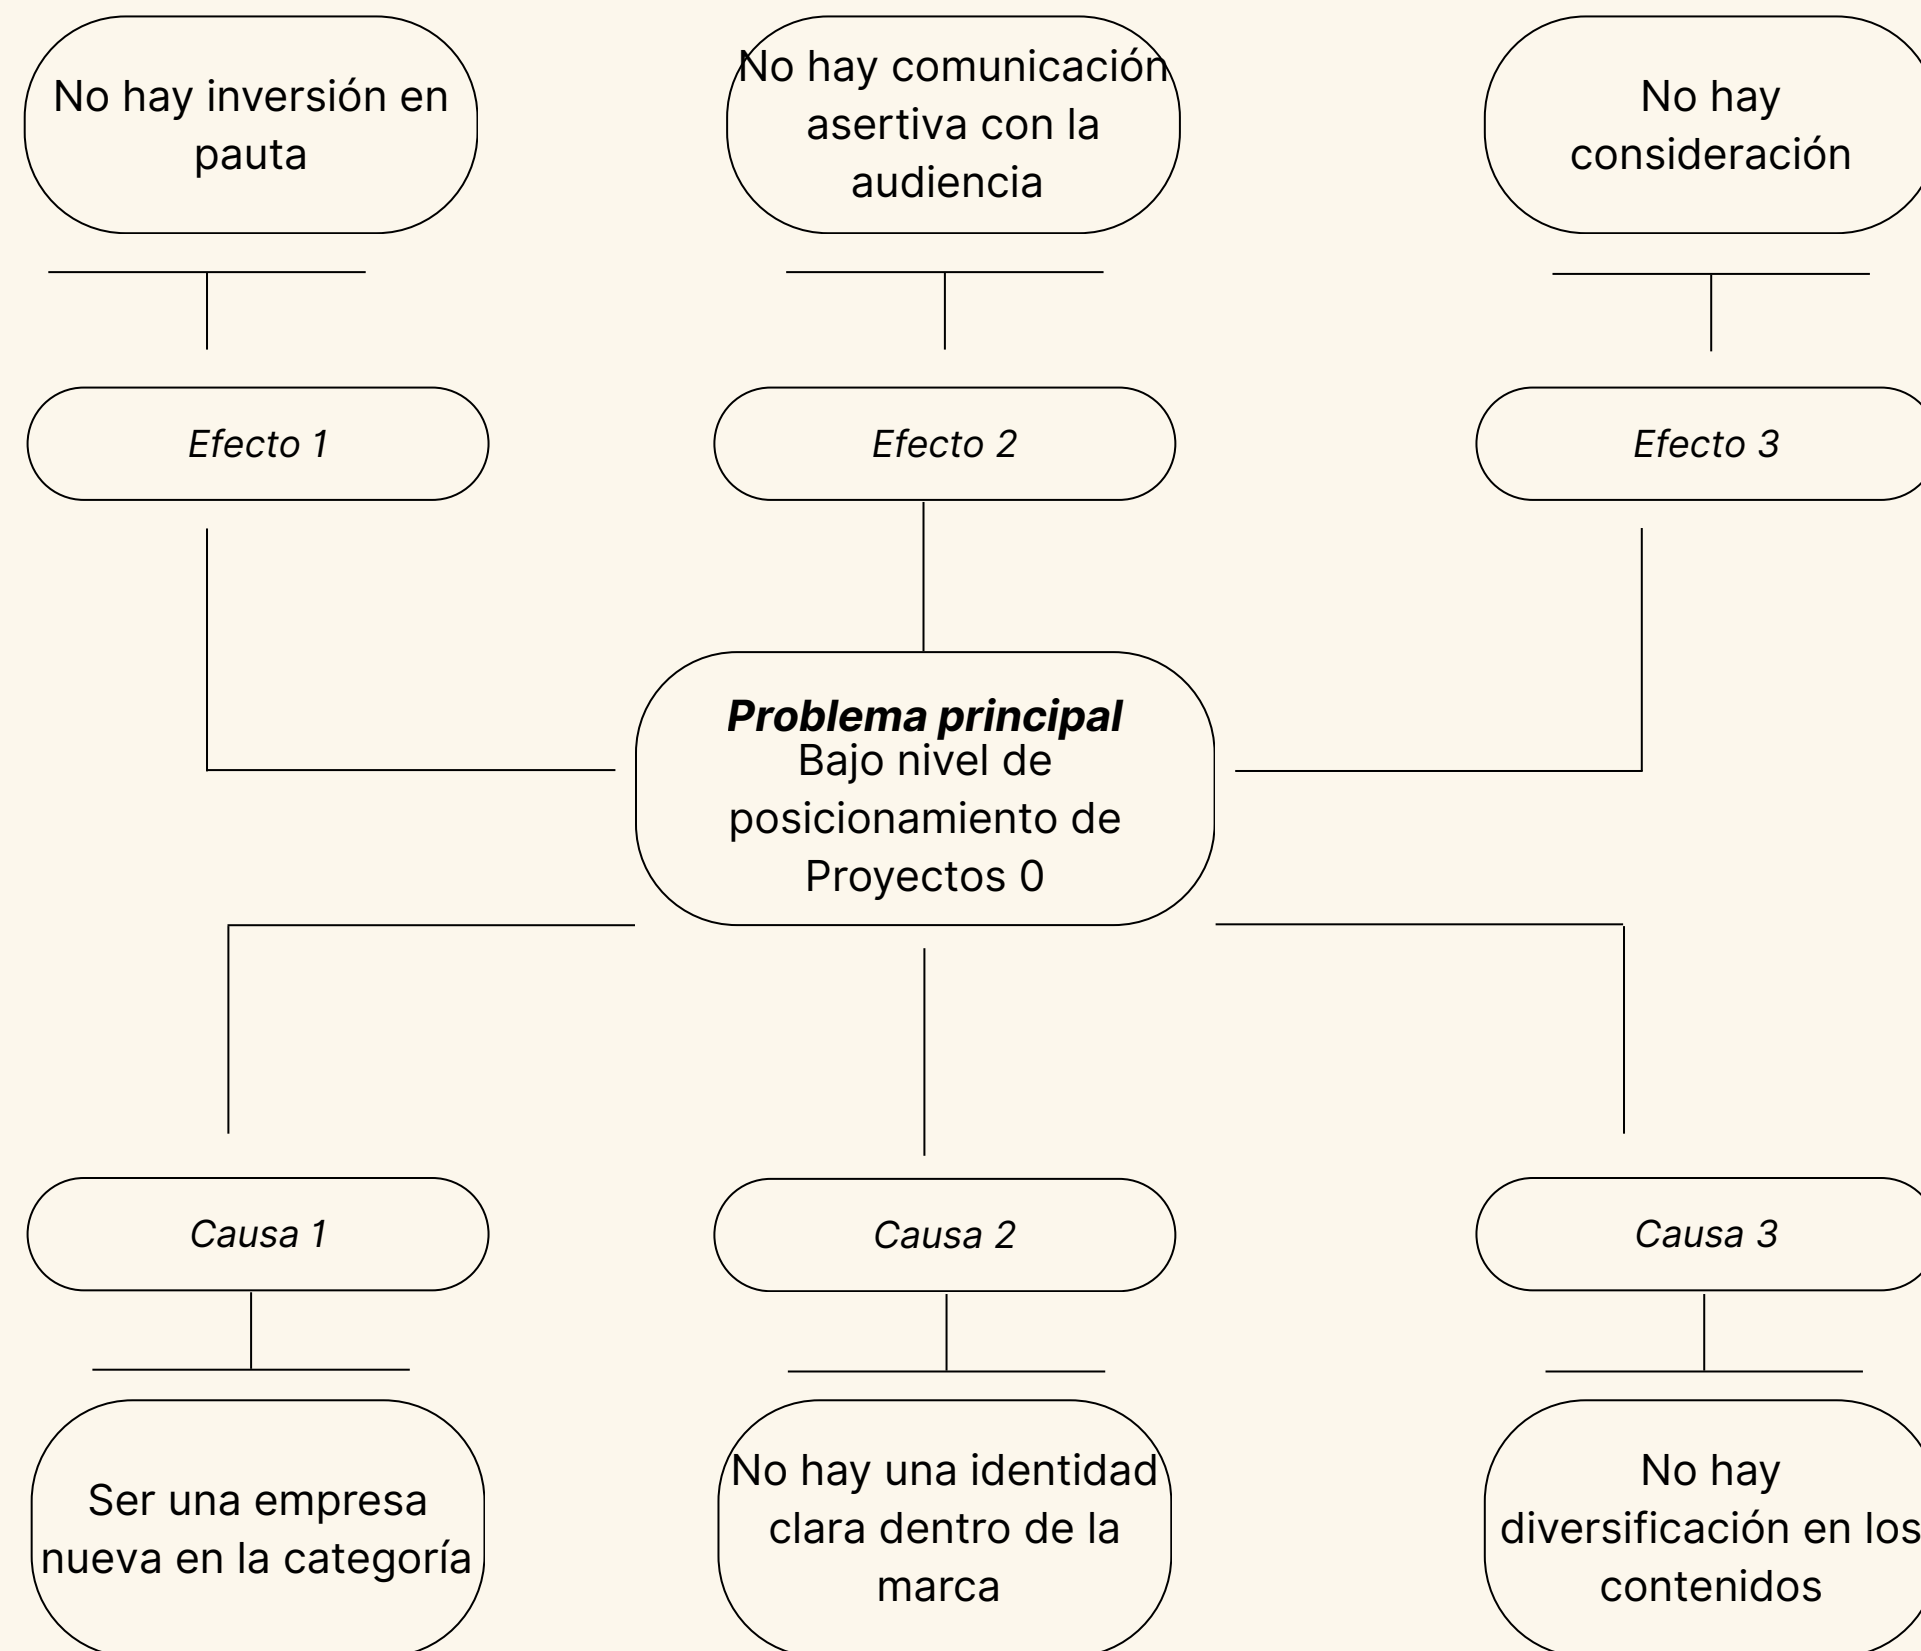 No hay inversión en
pauta
No hay comunicación
asertiva con la
audiencia
No hay
consideración
Efecto 1
Efecto 2
Efecto 3
Problema principal
Bajo nivel de
posicionamiento de
Proyectos 0
Causa 1
Causa 2
Causa 3
Ser una empresa
nueva en la categoría
No hay una identidad
clara dentro de la
marca
No hay
diversificación en los
contenidos